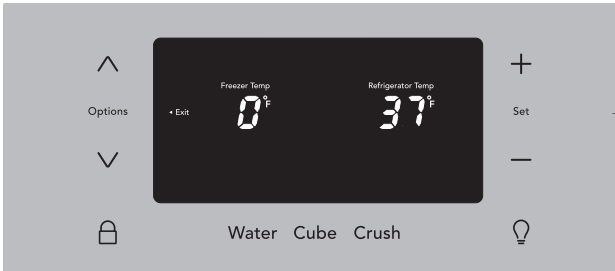 Freezer Temp Refrigerator Temp
Options ◂ Exit 0°F 37°F Set
Water Cube Crush